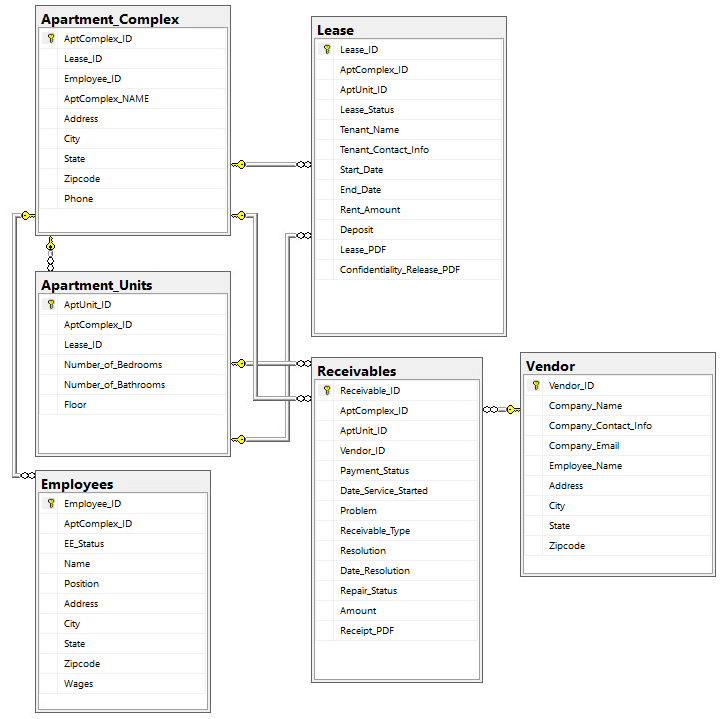 Apartment_Complex
AptComplex_ID
Lease_ID
Employee_ID
AptComplex_NAME
Address
City
State
Zipcode
Phone
Lease
Lease_ID
AptComplex_ID
AptUnit_ID
Lease_Status
Tenant_Name
Tenant_Contact_Info
Start_Date
End_Date
Rent_Amount
Deposit
Lease_PDF
Confidentiality_Release_PDF
Apartment_Units
AptUnit_ID
AptComplex_ID
Lease_ID
Number_of_Bedrooms
Number_of_Bathrooms
Floor
Receivables
Receivable_ID
AptComplex_ID
AptUnit_ID
Vendor_ID
Payment_Status
Date_Service_Started
Problem
Receivable_Type
Resolution
Date_Resolution
Repair_Status
Amount
Receipt_PDF
Vendor
Vendor_ID
Company_Name
Company_Contact_Info
Company_Email
Employee_Name
Address
City
State
Zipcode
Employees
Employee_ID
AptComplex_ID
EE_Status
Name
Position
Address
City
State
Zipcode
Wages